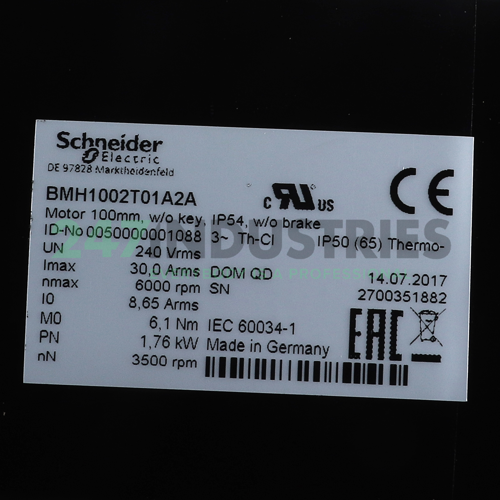 Schneider
Electric
DE 97828 Marktheidenfeld
BMH1002T01A2A
Motor 100mm, w/o key, IP54, w/o brake
ID-No 0050000001088 3~ Th-Cl IP50 (65) Thermo-
UN 240 Vrms
Imax 30,0 Arms DOM QD 14.07.2017
nmax 6000 rpm SN 2700351882
I0 8,65 Arms
M0 6,1 Nm IEC 60034-1
PN 1,76 kW Made in Germany
nN 3500 rpm
c RU US
CE
EAC
247 INDUSTRIES